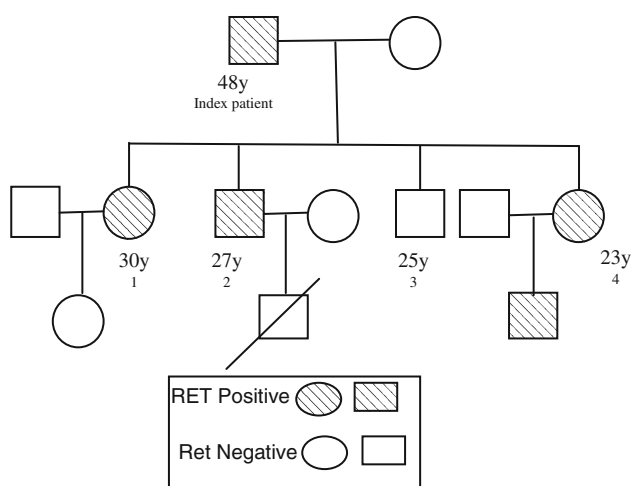 48y
Index patient
30y
1
27y
2
25y
3
23y
4
RET Positive
Ret Negative